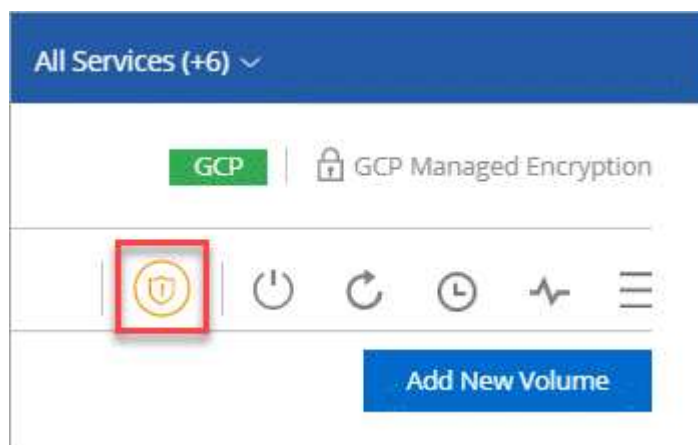 All Services (+6)
GCP
GCP Managed Encryption
Add New Volume